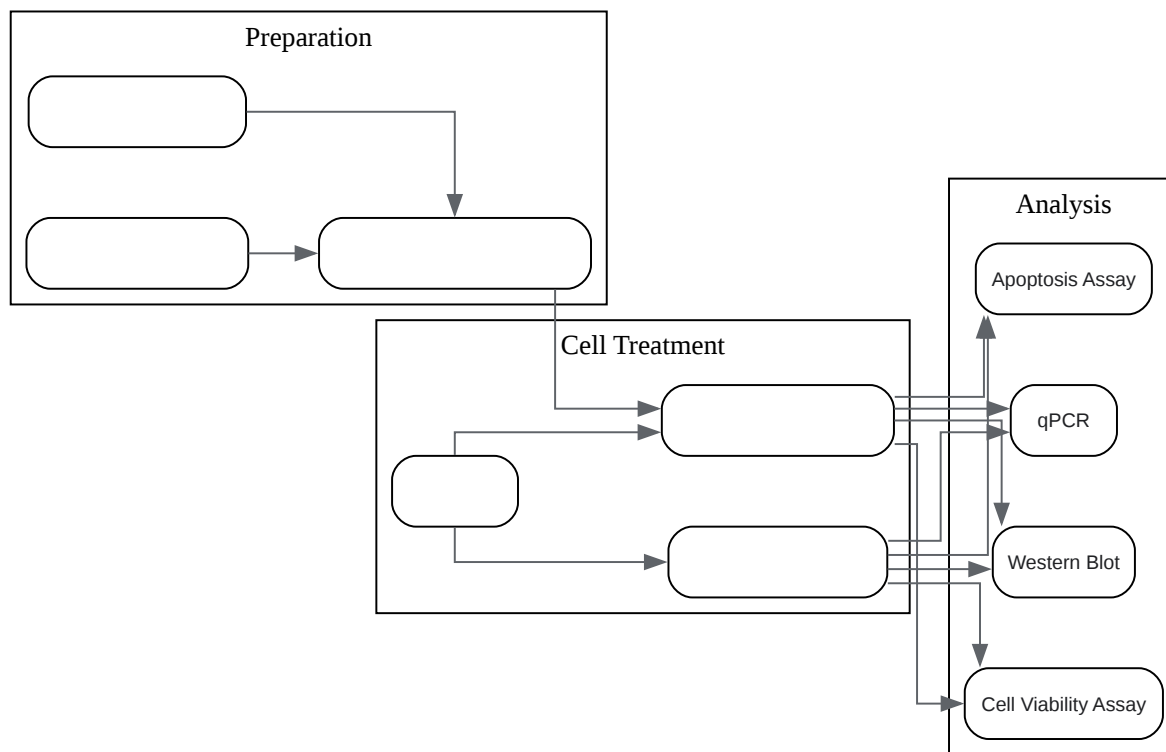 Preparation
Analysis
Apoptosis Assay
Cell Treatment
qPCR
Western Blot
Cell Viability Assay